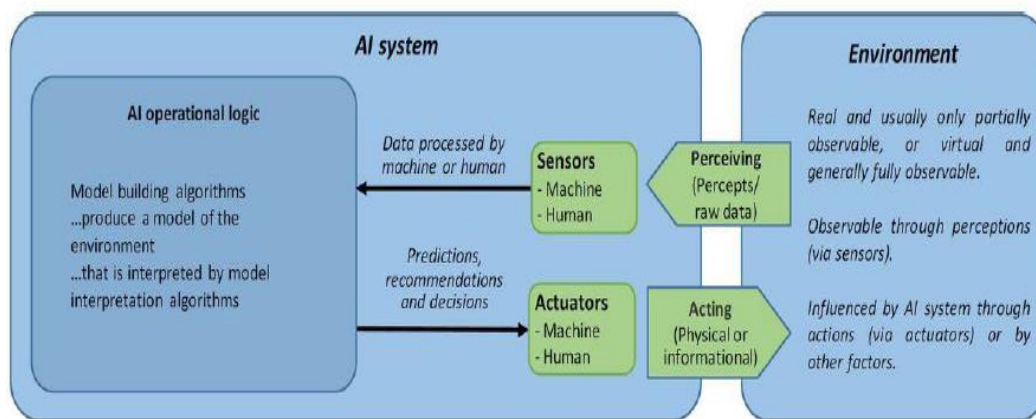 AI system
AI operational logic
Model building algorithms
...produce a model of the
environment
...that is interpreted by model
interpretation algorithms
Data processed by
machine or human
Predictions,
recommendations
and decisions
Sensors
- Machine
- Human
Actuators
- Machine
- Human
Perceiving
(Percepts/
raw data)
Acting
(Physical or
informational)
Environment
Real and usually only partially
observable, or virtual and
generally fully observable.
Observable through perceptions
(via sensors).
Influenced by AI system through
actions (via actuators) or by
other factors.